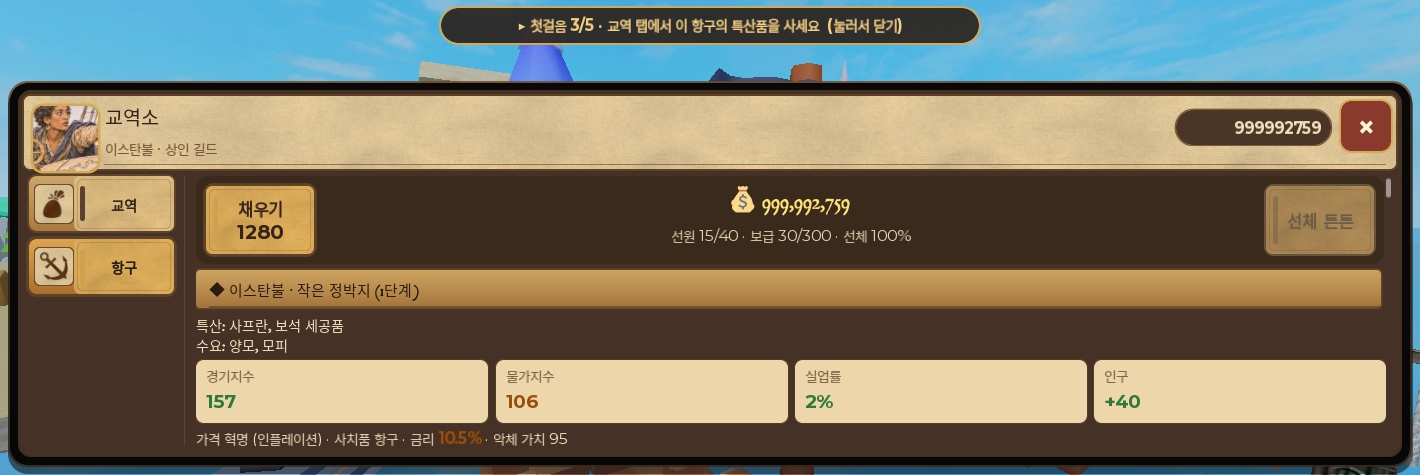 ▸ 첫걸음 3/5 · 교역 탭에서 이 항구의 특산품을 사세요 (눌러서 닫기)
교역소
이스탄불 · 상인 길드
999992759
×
교역
항구
채우기
1280
999,992,759
선원 15/40 · 보급 30/300 · 선체 100%
선체 튼튼
◆ 이스탄불 · 작은 정박지 (1단계)
특산: 사프란, 보석 세공품
수요: 양모, 모피
경기지수
157
물가지수
106
실업률
2%
인구
+40
가격 혁명 (인플레이션) · 사치품 항구 · 금리 10.5% · 악체 가치 95